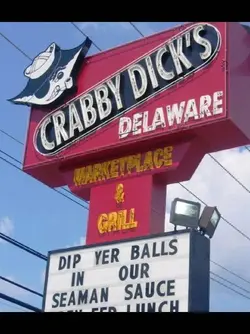 CRABBY DICK'S
DELAWARE
MARKETPLACE
&
GRILL
DIP YER BALLS
IN OUR
SEAMAN SAUCE
LUNCH